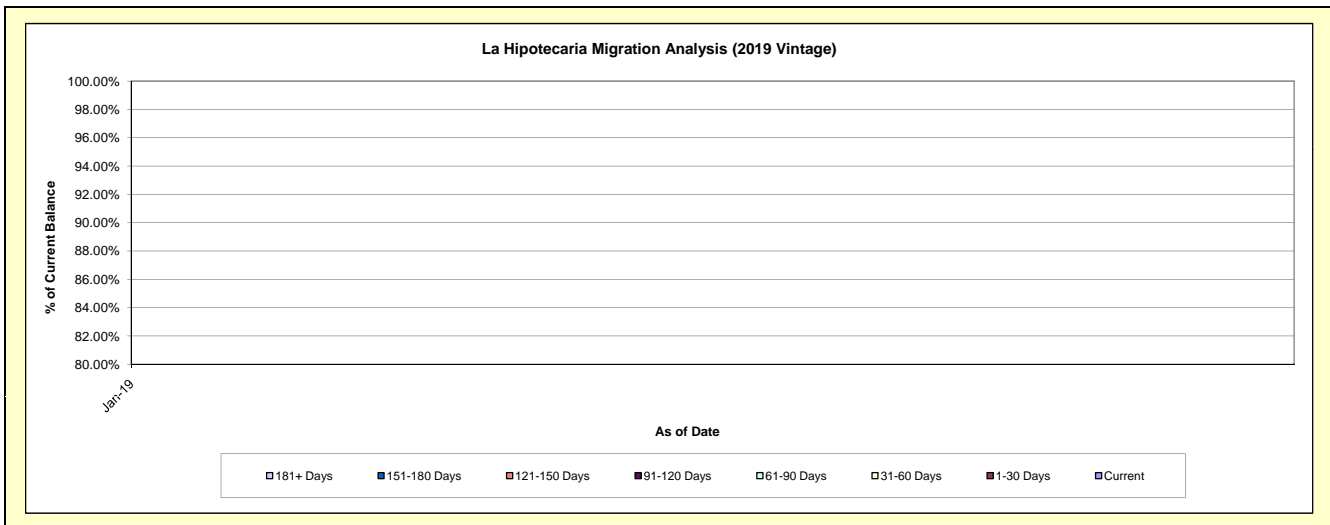 La Hipotecaria Migration Analysis (2019 Vintage)
100.00%
98.00%
96.00%
94.00%
92.00%
90.00%
88.00%
86.00%
84.00%
82.00%
80.00%
% of Current Balance
Jan-19
As of Date
181+ Days 151-180 Days 121-150 Days 91-120 Days 61-90 Days 31-60 Days 1-30 Days Current